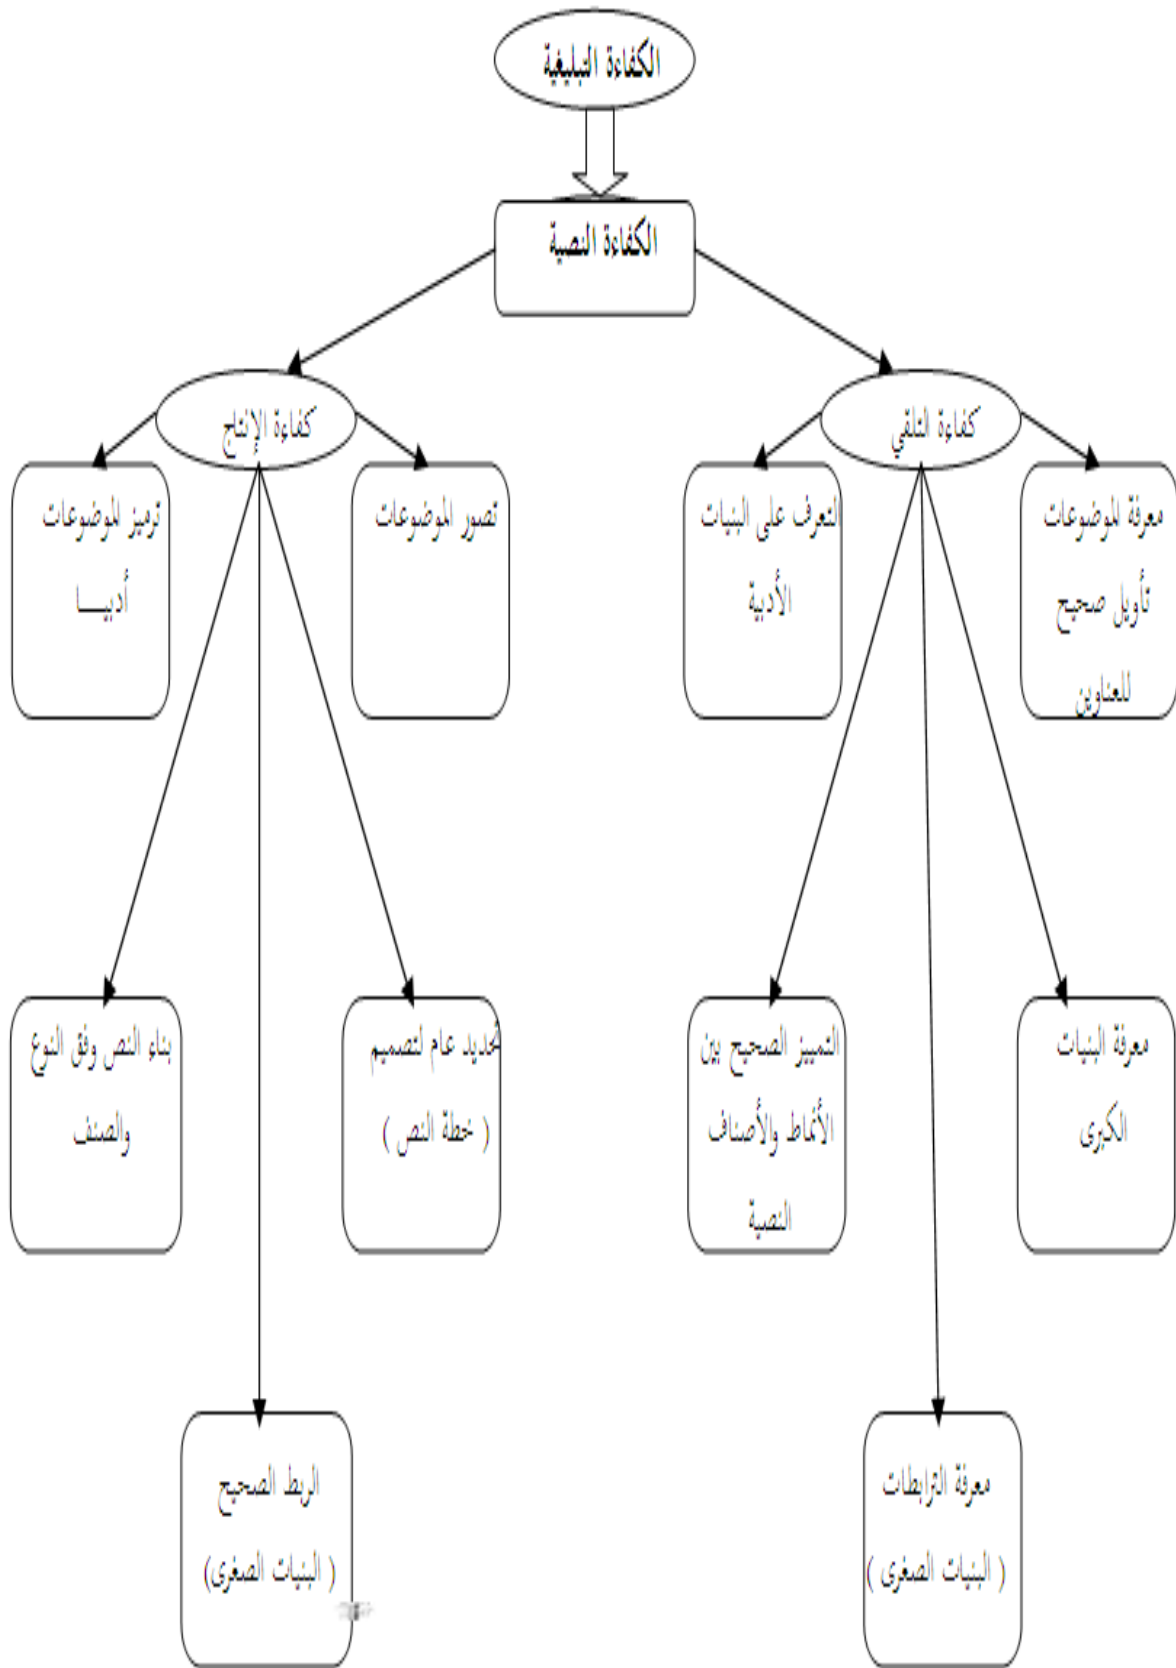 الكفاءة التبليغية
الكفاءة النصية
كفاءة التلقي
كفاءة الإنتاج
معرفة الموضوعات
تأويل صحيح
للعناوين
التعرف على البنيات
الأدبية
تصور الموضوعات
ترميز الموضوعات
أدبيـــا
معرفة البنيات
الكبرى
التمييز الصحيح بين
الأنماط والأصناف
النصية
تحديد عام لتصميم
( خطة النص )
بناء النص وفق النوع
والصنف
معرفة الترابطات
( البنيات الصغرى )
الربط الصحيح
( البنيات الصغرى)